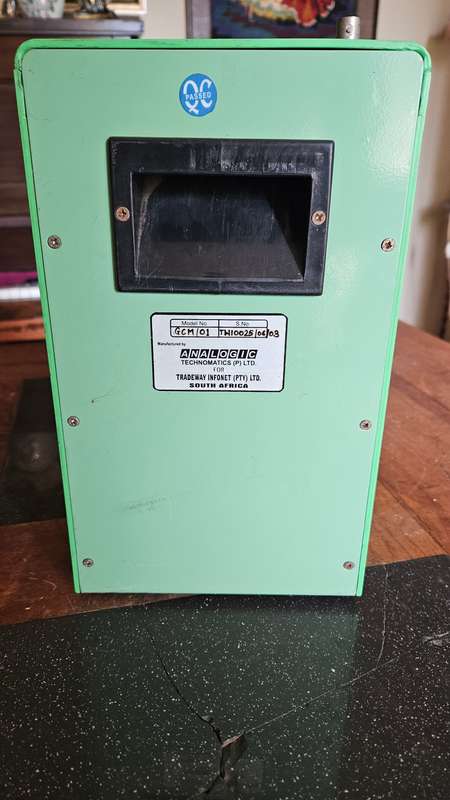 QC
PASSED
Model No. S.No.
GCM/01 TW10025/06/03
Manufactured by
ANALOGIC
TECHNOMATICS (P) LTD.
FOR
TRADEWAY INFONET (PTY) LTD.
SOUTH AFRICA